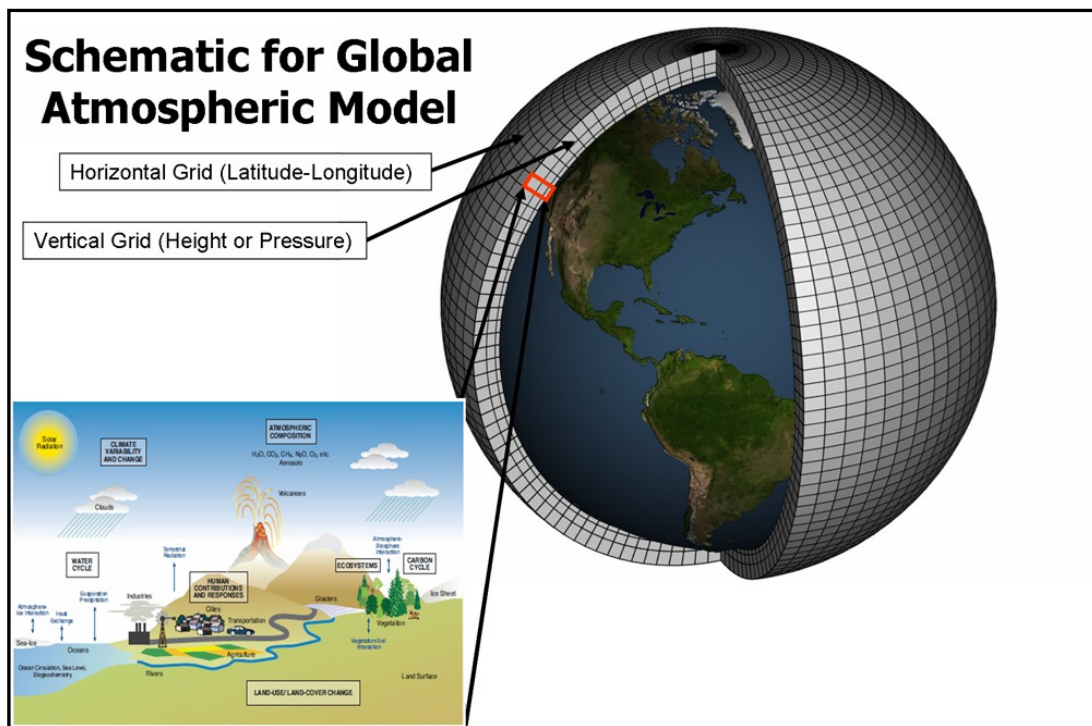 Schematic for Global
Atmospheric Model
Horizontal Grid (Latitude-Longitude)
Vertical Grid (Height or Pressure)
Solar
Radiation
CLIMATE
VARIABILITY
AND CHANGE
ATMOSPHERIC
COMPOSITION
H₂O, CO₂, CH₄, N₂O, O₃, etc.
Aerosols
Clouds
Volcanoes
Atmosphere-
Biosphere
Interaction
WATER
CYCLE
Terrestrial
Radiation
ECOSYSTEMS
CARBON
CYCLE
HUMAN
CONTRIBUTIONS
AND RESPONSES
Evaporation
Precipitation
Industries
Cities
Glaciers
Ice Sheet
Atmosphere-
Ice Interaction
Heat
Exchange
Transportation
Vegetation
Sea-Ice
Oceans
Agriculture
Vegetation Soil
Interaction
Ocean Circulation, Sea Level,
Biogeochemistry
Rivers
Land Surface
LAND-USE/ LAND-COVER CHANGE